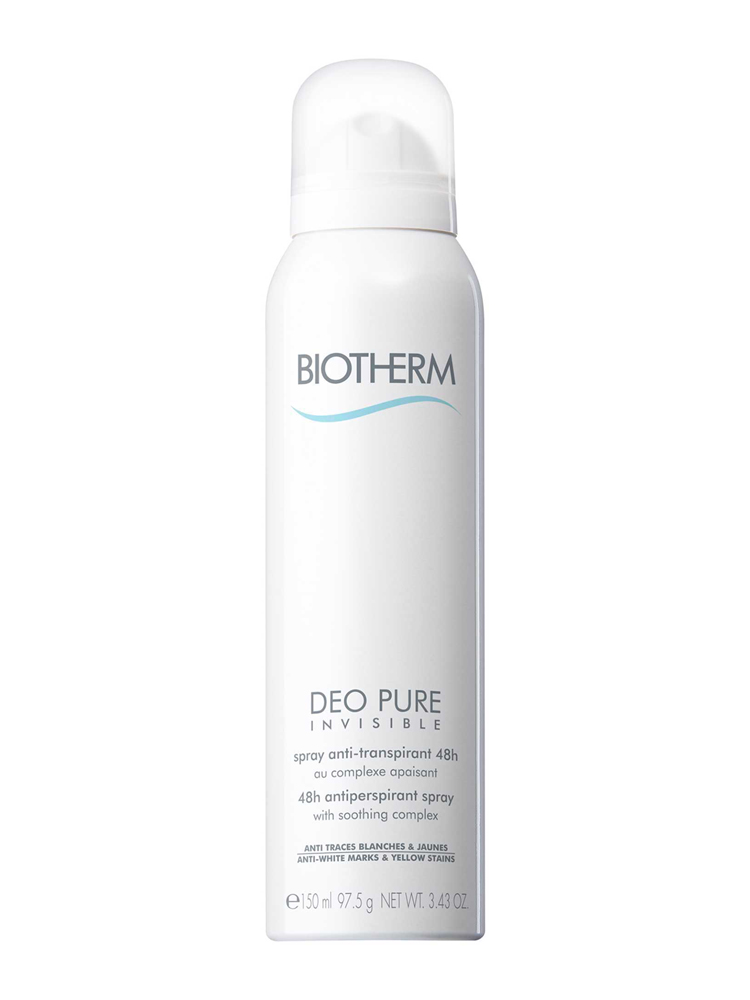 BIOTHERM
DEO PURE
INVISIBLE
spray anti-transpirant 48h
au complexe apaisant
48h antiperspirant spray
with soothing complex
ANTI TRACES BLANCHES & JAUNES
ANTI-WHITE MARKS & YELLOW STAINS
℮150 ml 97.5 g NET WT. 3.43 OZ.